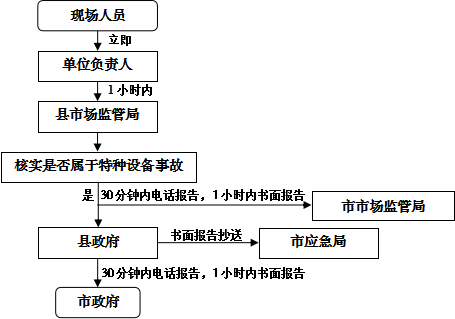 现场人员
立即
单位负责人
1小时内
县市场监管局
核实是否属于特种设备事故
是
30分钟内电话报告，1小时内书面报告
市市场监管局
县政府
书面报告抄送
市应急局
30分钟内电话报告，1小时内书面报告
市政府